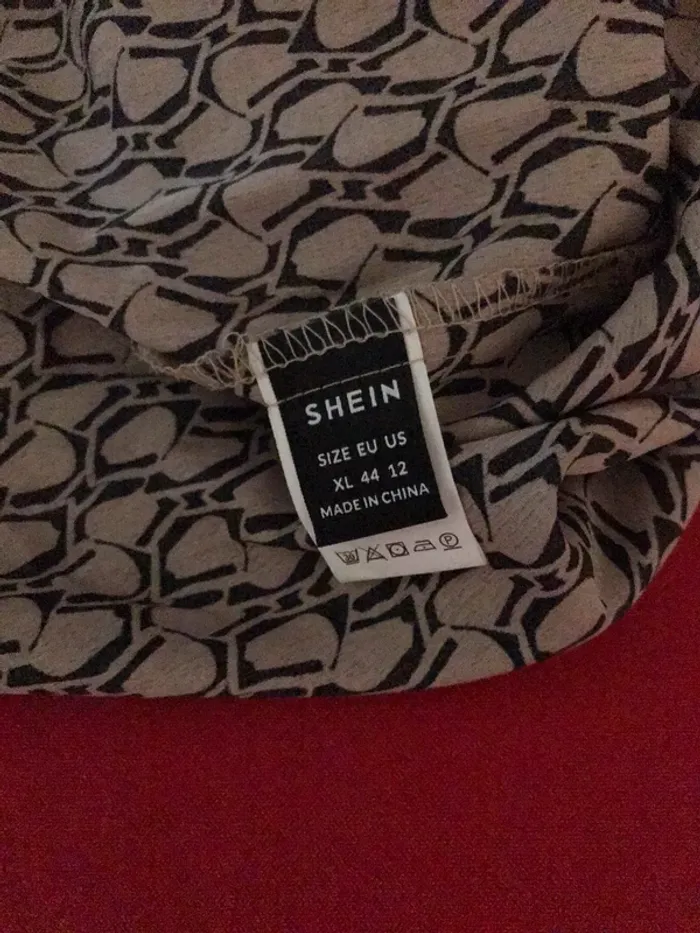 SHEIN
SIZE EU US
XL 44 12
MADE IN CHINA